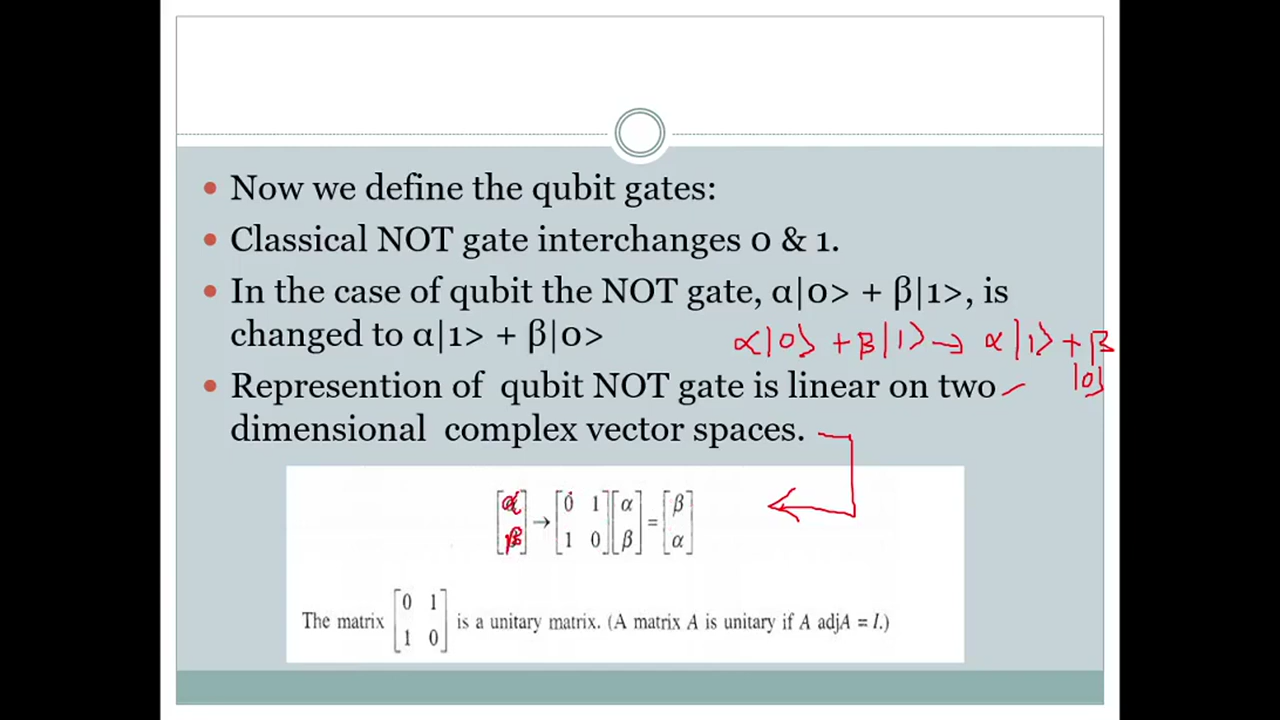 • Now we define the qubit gates:
• Classical NOT gate interchanges 0 & 1.
• In the case of qubit the NOT gate, α|0> + β|1>, is
changed to α|1> + β|0>
α|0⟩ + β|1⟩ → α|1⟩ + β
|0⟩
• Represention of qubit NOT gate is linear on two
dimensional complex vector spaces.
[α β] → [0 1 1 0] [α β] = [β α]
The matrix [0 1 1 0] is a unitary matrix. (A matrix A is unitary if A adjA = I.)